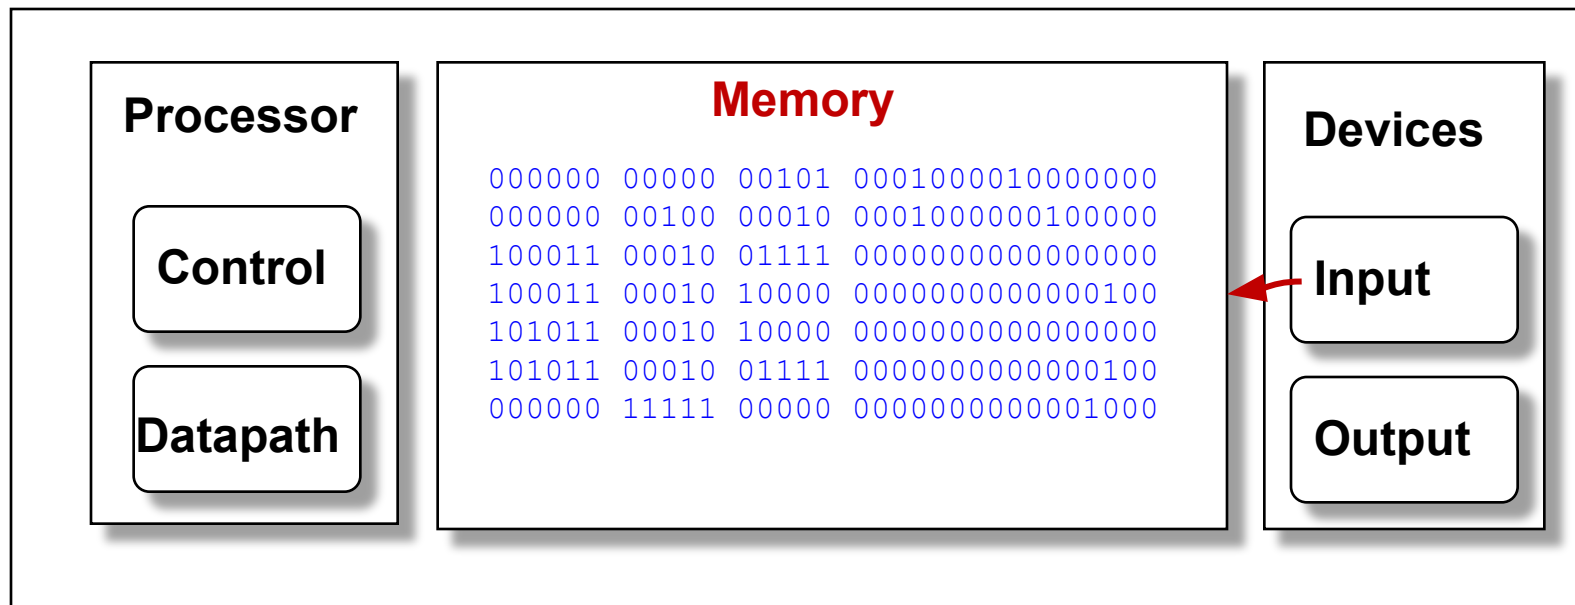 Processor
Control
Datapath
Memory
000000 00000 00101 0001000010000000
000000 00100 00010 0001000000100000
100011 00010 01111 0000000000000000
100011 00010 10000 0000000000000100
101011 00010 10000 0000000000000000
101011 00010 01111 0000000000000100
000000 11111 00000 0000000000001000
Devices
Input
Output